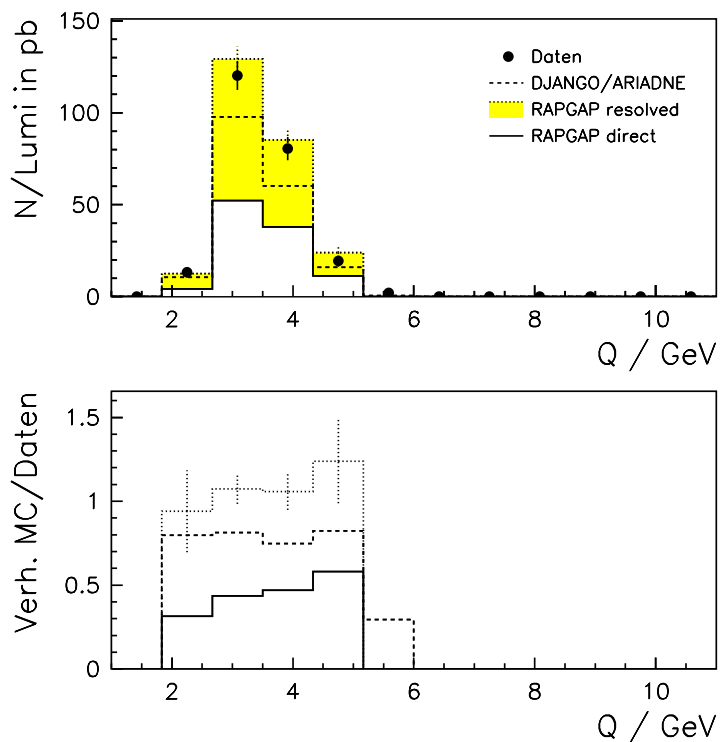 N/Lumi in pb
150
100
50
0
Daten
DJANGO/ARIADNE
RAPGAP resolved
RAPGAP direct
2 4 6 8 10
Q / GeV
Verh. MC/Daten
1.5
1
0.5
0
2 4 6 8 10
Q / GeV